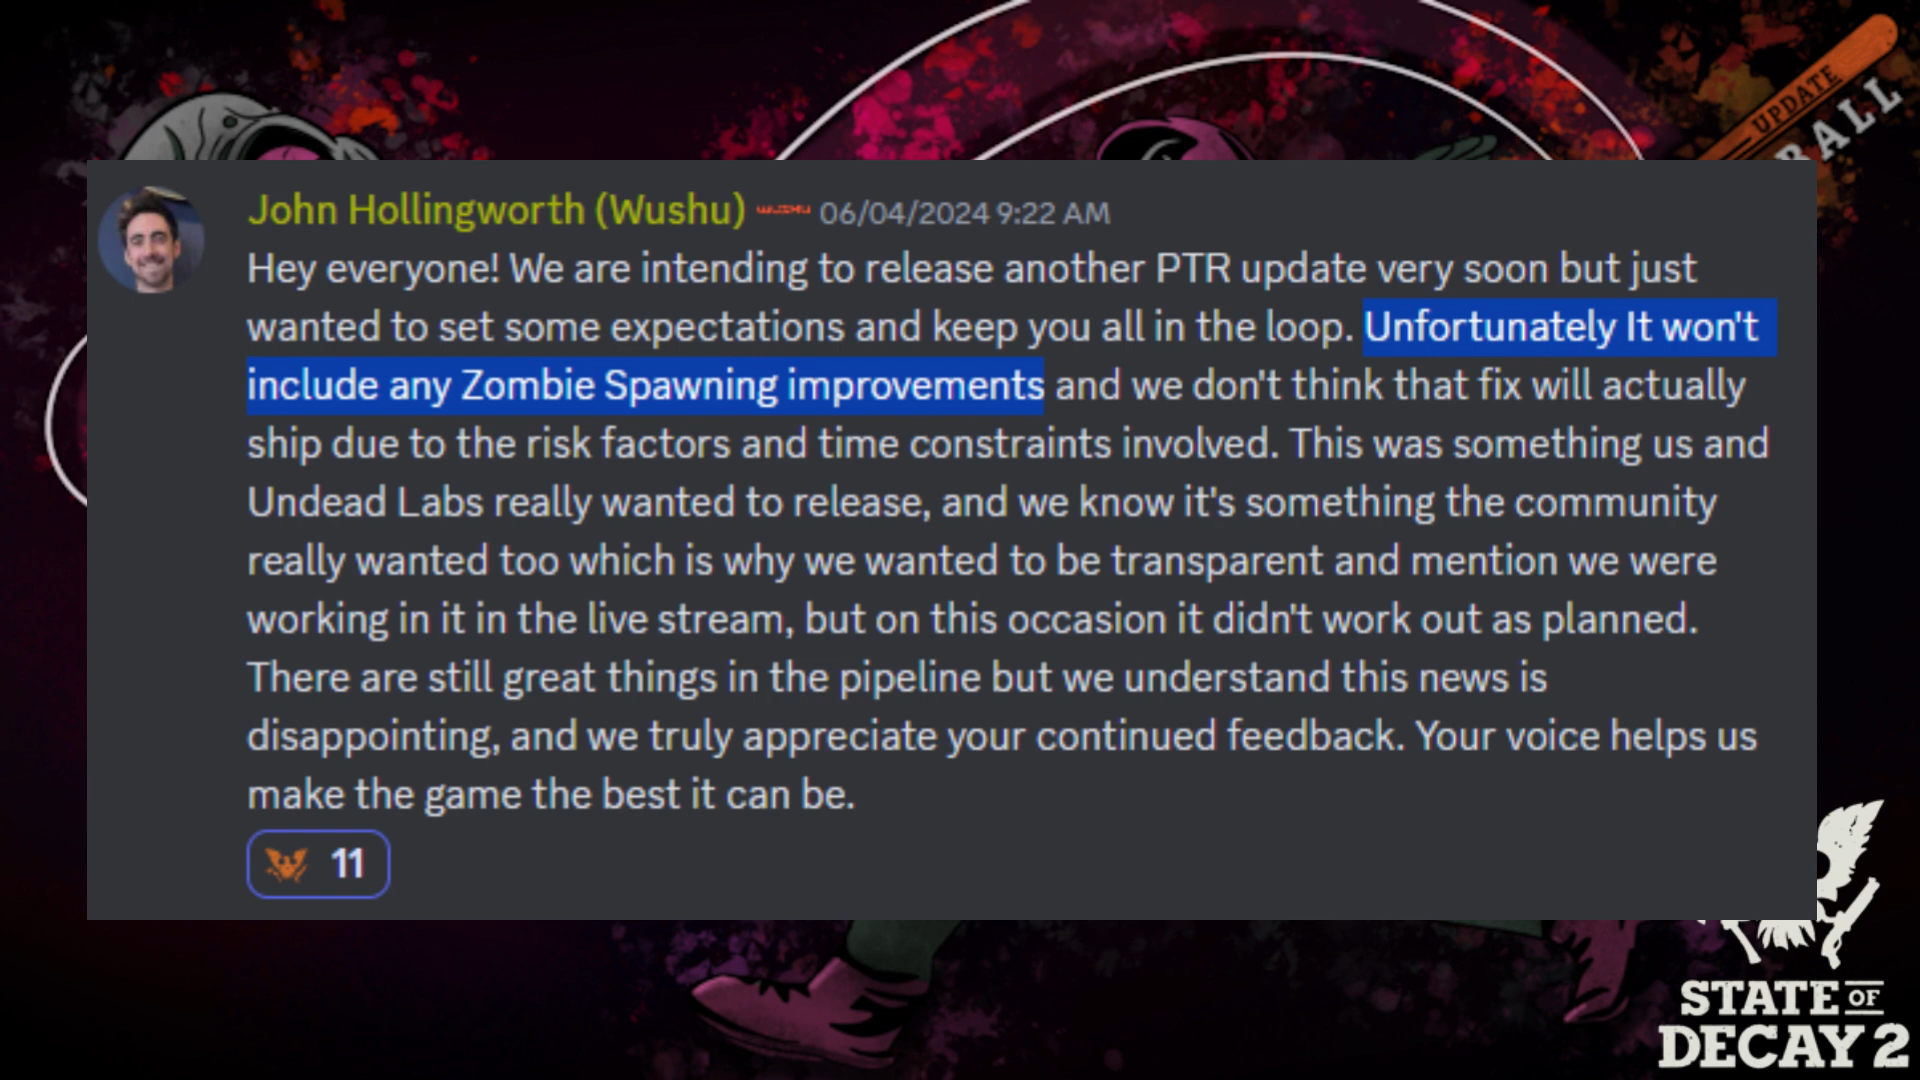 UPDATE
John Hollingworth (Wushu) WUSHU 06/04/2024 9:22 AM
Hey everyone! We are intending to release another PTR update very soon but just
wanted to set some expectations and keep you all in the loop. Unfortunately It won't
include any Zombie Spawning improvements and we don't think that fix will actually
ship due to the risk factors and time constraints involved. This was something us and
Undead Labs really wanted to release, and we know it's something the community
really wanted too which is why we wanted to be transparent and mention we were
working in it in the live stream, but on this occasion it didn't work out as planned.
There are still great things in the pipeline but we understand this news is
disappointing, and we truly appreciate your continued feedback. Your voice helps us
make the game the best it can be.
11
STATE OF
DECAY 2